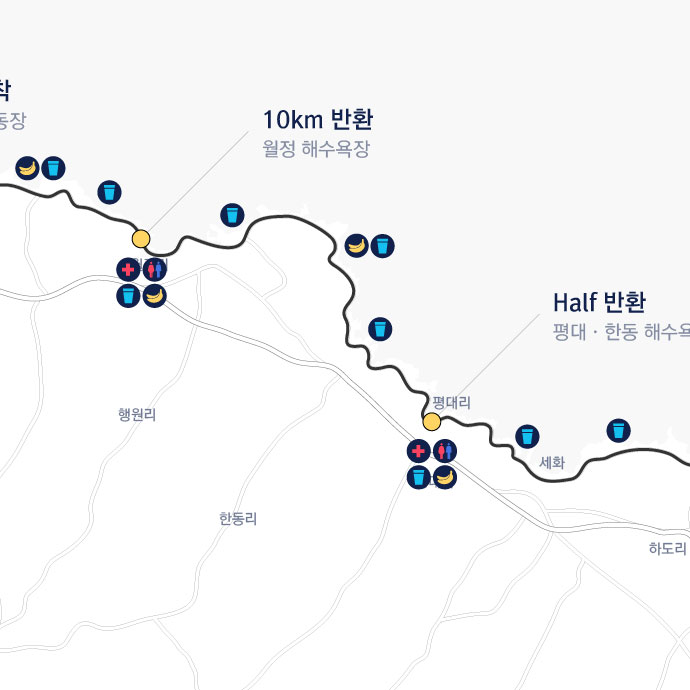 착
동장
10km 반환
월정 해수욕장
Half 반환
평대 · 한동 해수욕
평대리
행원리
세화
한동리
하도리